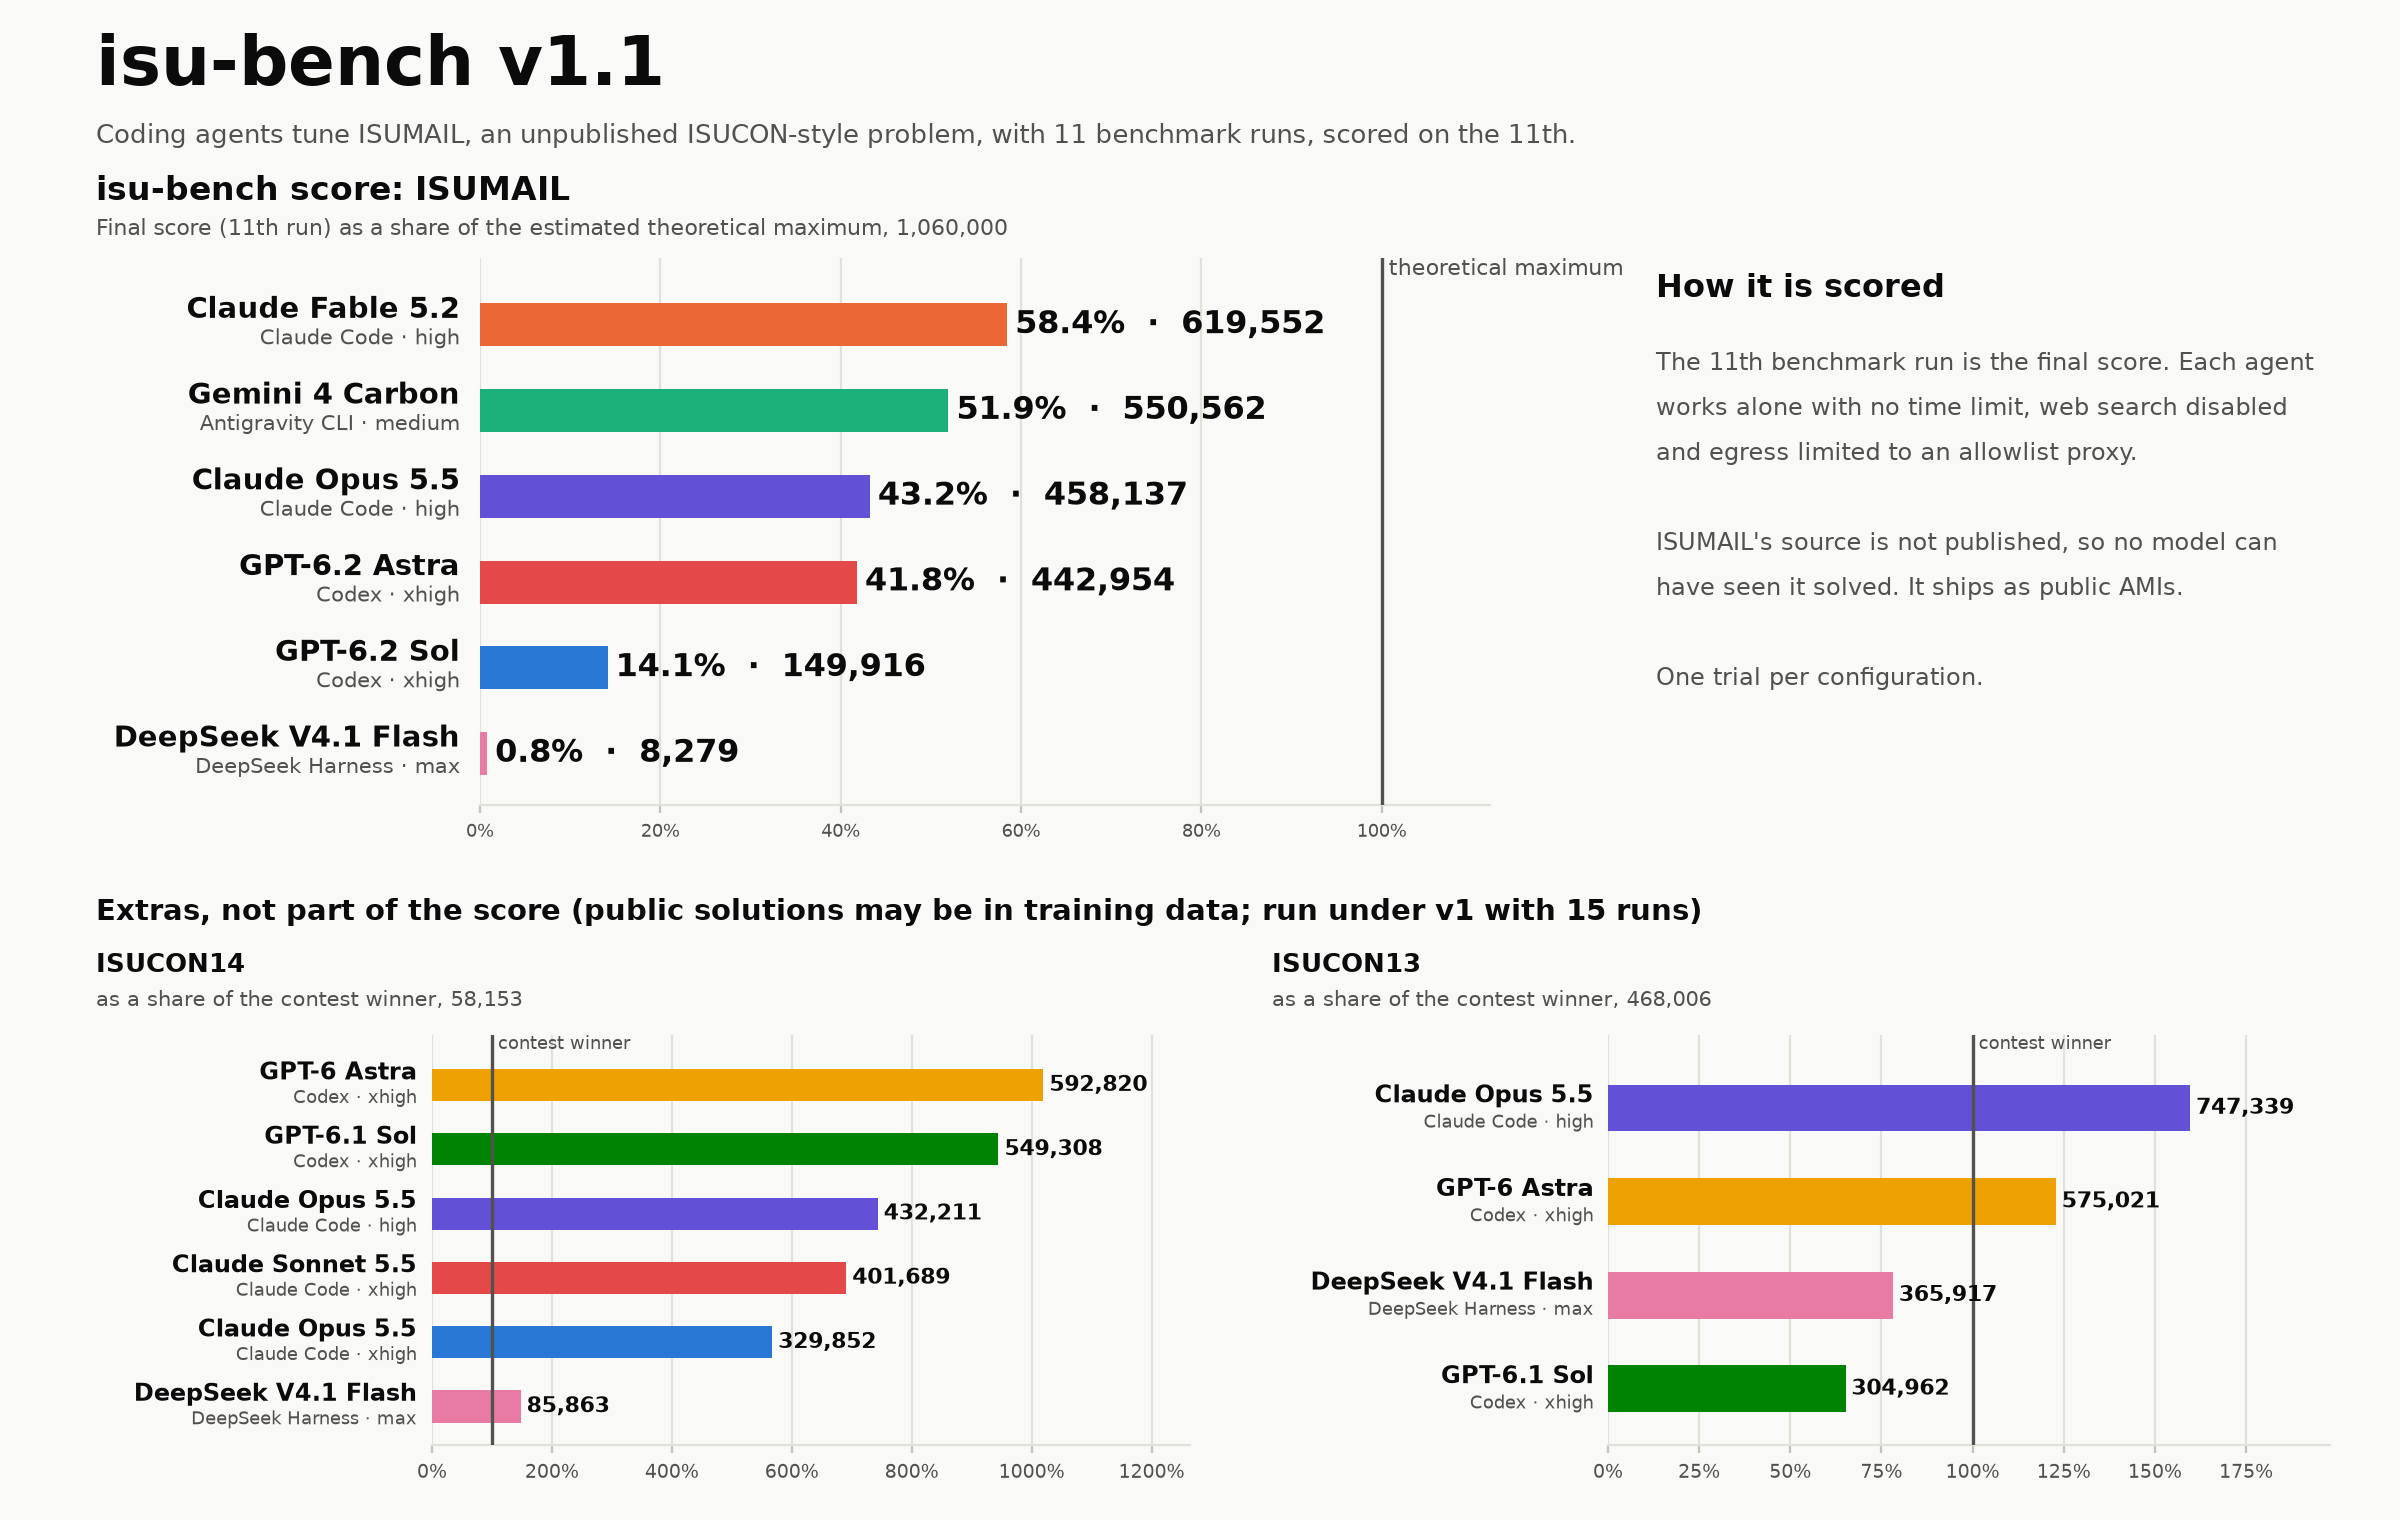 isu-bench v1.1
Coding agents tune ISUMAIL, an unpublished ISUCON-style problem, with 11 benchmark runs, scored on the 11th.
isu-bench score: ISUMAIL
Final score (11th run) as a share of the estimated theoretical maximum, 1,060,000
theoretical maximum
Claude Fable 5.2
Claude Code · high
58.4% · 619,552
Gemini 4 Carbon
Antigravity CLI · medium
51.9% · 550,562
Claude Opus 5.5
Claude Code · high
43.2% · 458,137
GPT-6.2 Astra
Codex · xhigh
41.8% · 442,954
GPT-6.2 Sol
Codex · xhigh
14.1% · 149,916
DeepSeek V4.1 Flash
DeepSeek Harness · max
0.8% · 8,279
0% 20% 40% 60% 80% 100%
How it is scored
The 11th benchmark run is the final score. Each agent
works alone with no time limit, web search disabled
and egress limited to an allowlist proxy.
ISUMAIL's source is not published, so no model can
have seen it solved. It ships as public AMIs.
One trial per configuration.
Extras, not part of the score (public solutions may be in training data; run under v1 with 15 runs)
ISUCON14
as a share of the contest winner, 58,153
contest winner
GPT-6 Astra
Codex · xhigh
592,820
GPT-6.1 Sol
Codex · xhigh
549,308
Claude Opus 5.5
Claude Code · high
432,211
Claude Sonnet 5.5
Claude Code · xhigh
401,689
Claude Opus 5.5
Claude Code · xhigh
329,852
DeepSeek V4.1 Flash
DeepSeek Harness · max
85,863
0% 200% 400% 600% 800% 1000% 1200%
ISUCON13
as a share of the contest winner, 468,006
contest winner
Claude Opus 5.5
Claude Code · high
747,339
GPT-6 Astra
Codex · xhigh
575,021
DeepSeek V4.1 Flash
DeepSeek Harness · max
365,917
GPT-6.1 Sol
Codex · xhigh
304,962
0% 25% 50% 75% 100% 125% 150% 175%